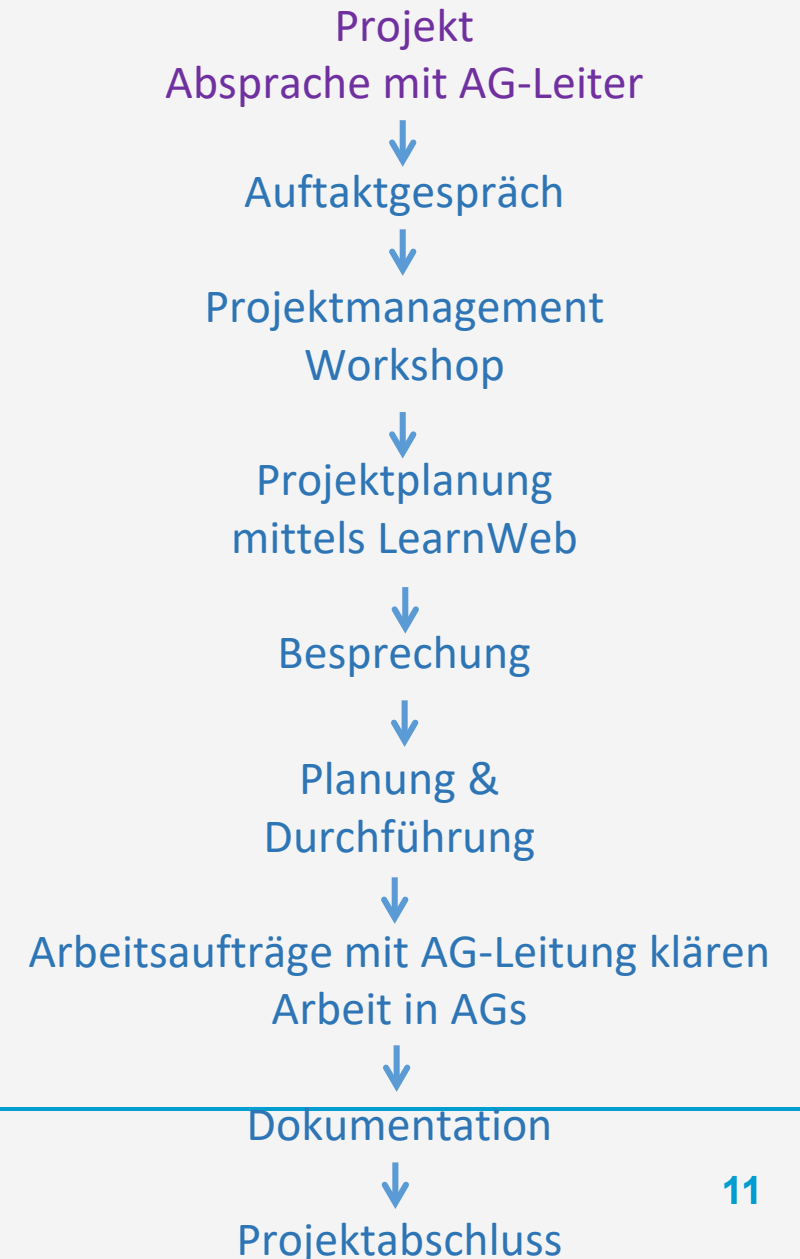 Projekt
Absprache mit AG-Leiter
Auftaktgespräch
Projektmanagement
Workshop
Projektplanung
mittels LearnWeb
Besprechung
Planung &
Durchführung
Arbeitsaufträge mit AG-Leitung klären
Arbeit in AGs
Dokumentation
11
Projektabschluss